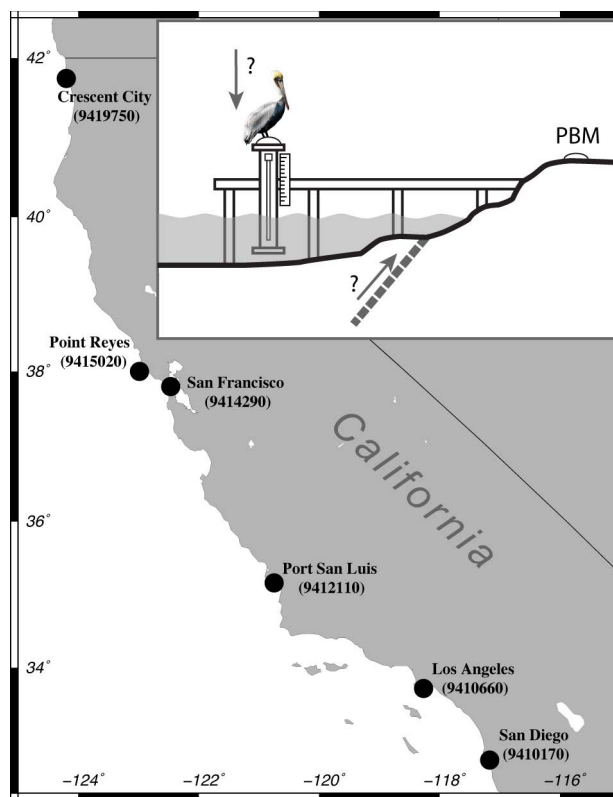 42°
Crescent City
(9419750)
?
PBM
?
40°
Point Reyes
(9415020)
38°
San Francisco
(9414290)
California
36°
Port San Luis
(9412110)
34°
Los Angeles
(9410660)
San Diego
(9410170)
−124°
−122°
−120°
−118°
−116°